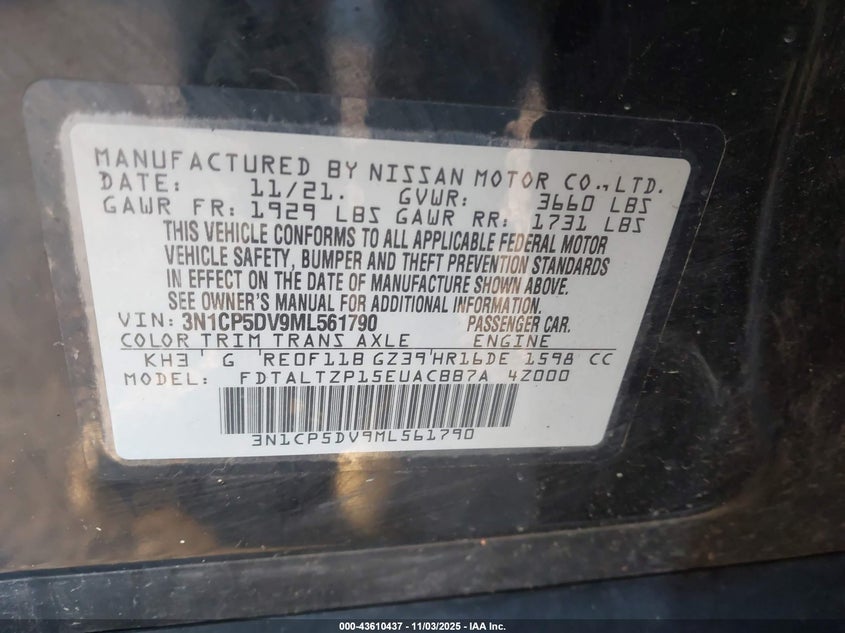 MANUFACTURED BY NISSAN MOTOR CO.,LTD.
DATE: 11/21. GVWR: 3660 LBS
GAWR FR: 1929 LBS GAWR RR: 1731 LBS
THIS VEHICLE CONFORMS TO ALL APPLICABLE FEDERAL MOTOR
VEHICLE SAFETY, BUMPER AND THEFT PREVENTION STANDARDS
IN EFFECT ON THE DATE OF MANUFACTURE SHOWN ABOVE.
SEE OWNER'S MANUAL FOR ADDITIONAL INFORMATION.
VIN: 3N1CP5DV9ML561790 PASSENGER CAR.
COLOR TRIM TRANS AXLE ENGINE
KH3 G RE0F11B GZ39 HR16DE 1598 CC
MODEL: FDTALTZP15EUACBB7A 4Z000
3N1CP5DV9ML561790
000-43610437 - 11/03/2025 - IAA Inc.